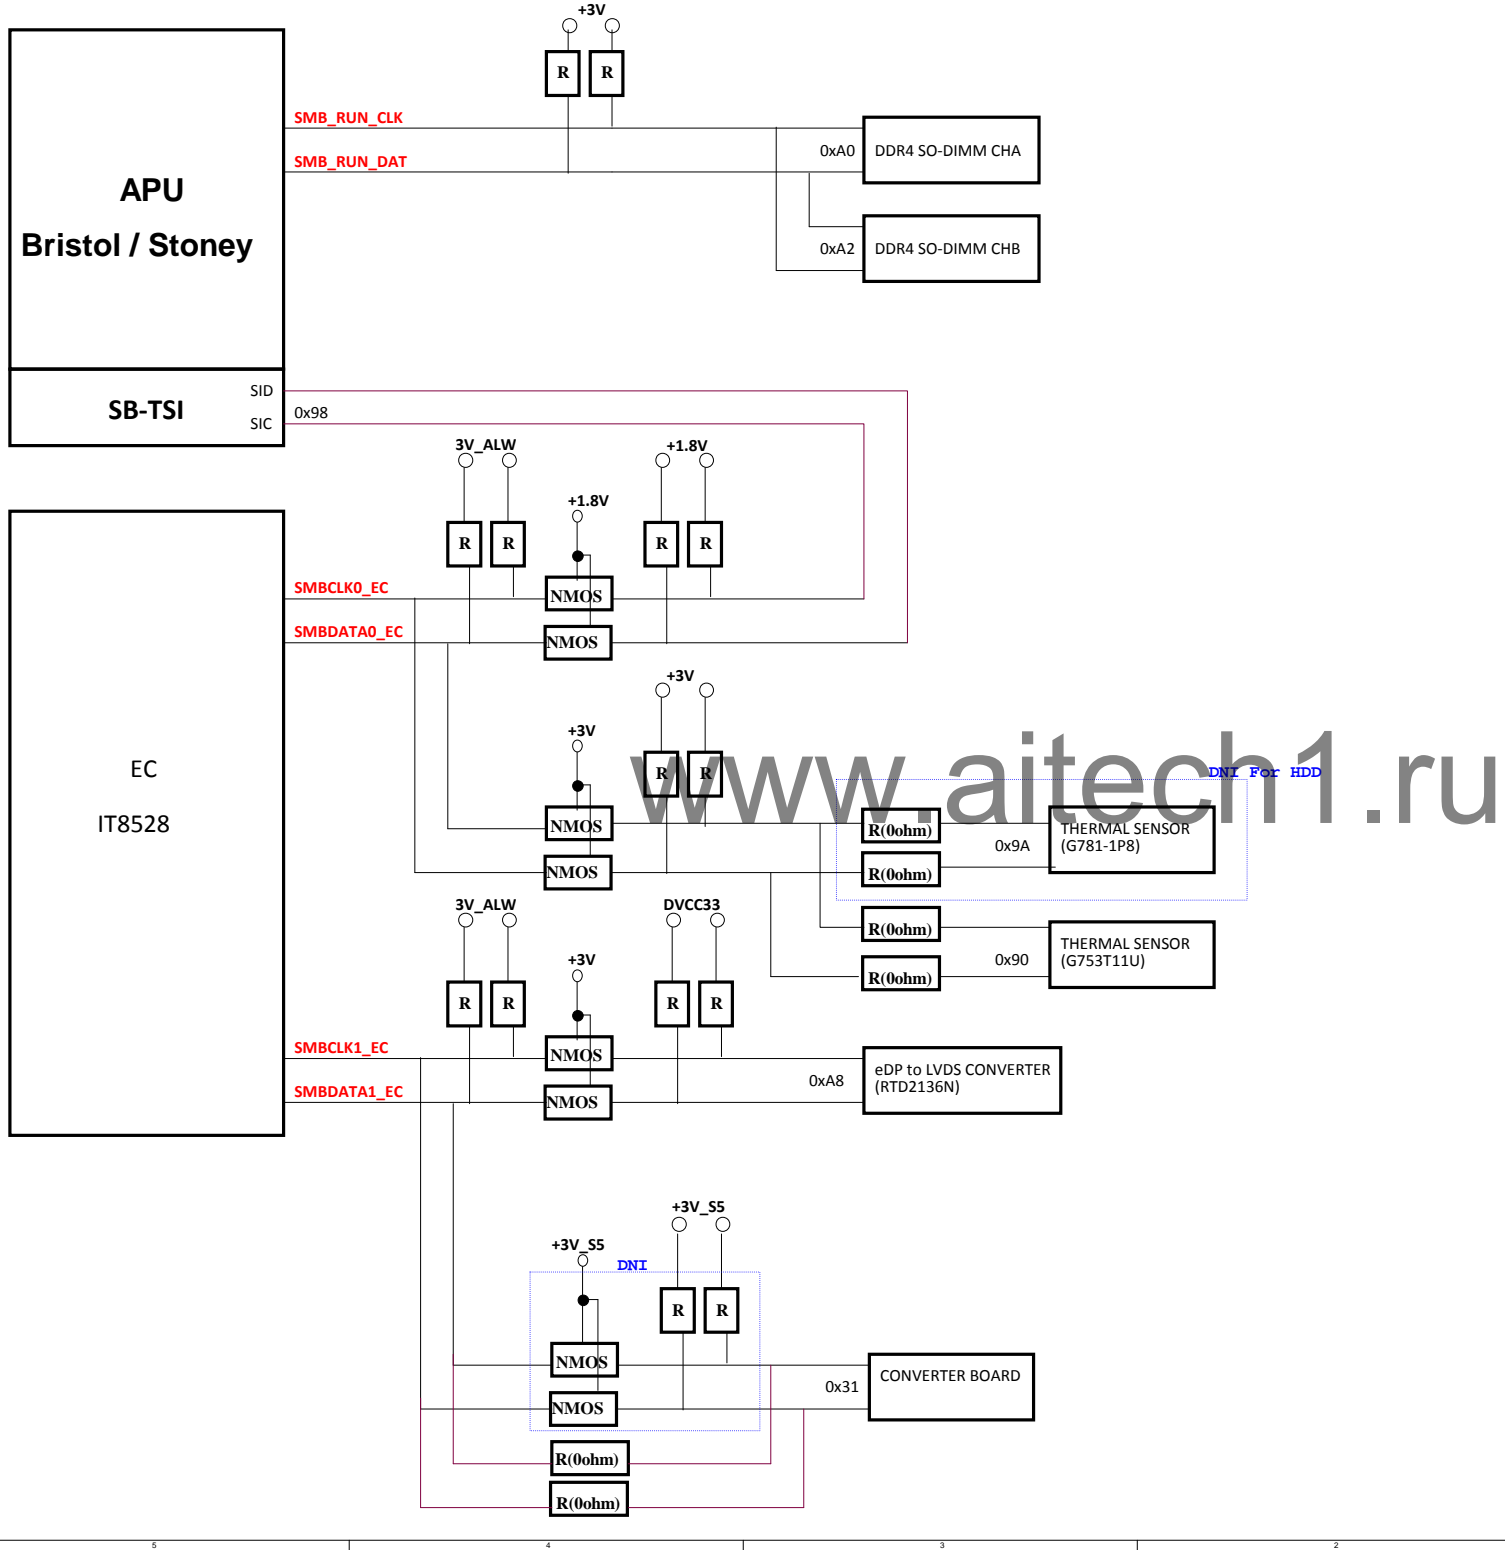 +3V
R R
SMB_RUN_CLK
SMB_RUN_DAT
APU
Bristol / Stoney
0xA0
DDR4 SO-DIMM CHA
0xA2
DDR4 SO-DIMM CHB
SB-TSI
SID
SIC
0x98
3V_ALW
+1.8V
+1.8V
R R
R R
SMBCLK0_EC
NMOS
SMBDATA0_EC
NMOS
+3V
+3V
R R
www.aitech1.ru
DNI For HDD
EC
IT8528
NMOS
R(0ohm)
0x9A
THERMAL SENSOR
(G781-1P8)
NMOS
R(0ohm)
3V_ALW
DVCC33
R(0ohm)
0x90
THERMAL SENSOR
(G753T11U)
+3V
R(0ohm)
R R
R R
SMBCLK1_EC
NMOS
SMBDATA1_EC
NMOS
0xA8
eDP to LVDS CONVERTER
(RTD2136N)
+3V_S5
+3V_S5
DNI
R R
NMOS
0x31
CONVERTER BOARD
NMOS
R(0ohm)
R(0ohm)
5 4 3 2